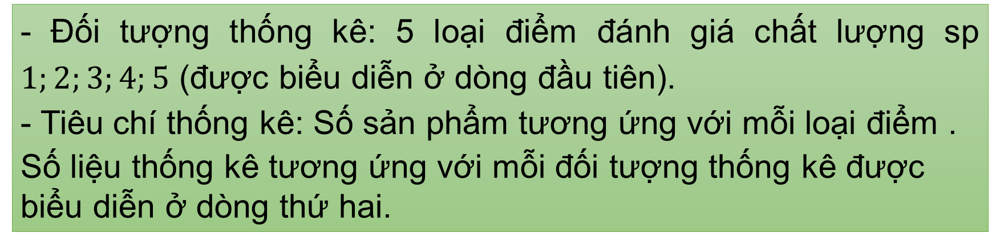 - Đối tượng thống kê: 5 loại điểm đánh giá chất lượng sp
1; 2; 3; 4; 5 (được biểu diễn ở dòng đầu tiên).
- Tiêu chí thống kê: Số sản phẩm tương ứng với mỗi loại điểm .
Số liệu thống kê tương ứng với mỗi đối tượng thống kê được
biểu diễn ở dòng thứ hai.